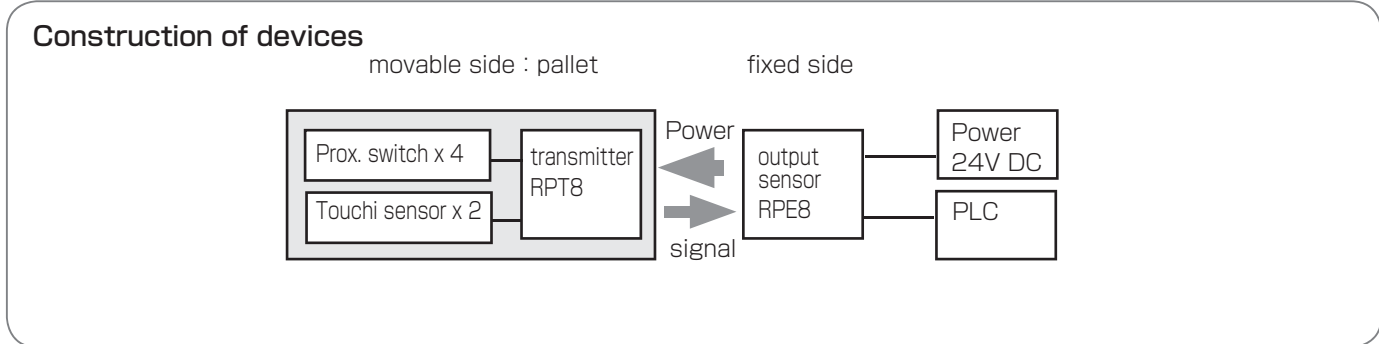 Construction of devices
movable side : pallet
fixed side
Prox. switch x 4
Touchi sensor x 2
transmitter
RPT8
Power
signal
output
sensor
RPE8
Power
24V DC
PLC